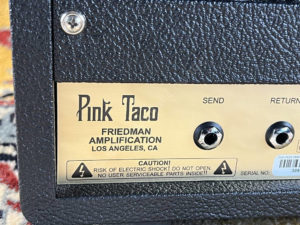 Pink Taco
FRIEDMAN
AMPLIFICATION
LOS ANGELES, CA
SEND
RETURN
CAUTION!
RISK OF ELECTRIC SHOCK! DO NOT OPEN.
NO USER SERVICEABLE PARTS INSIDE!!
SERIAL NO: